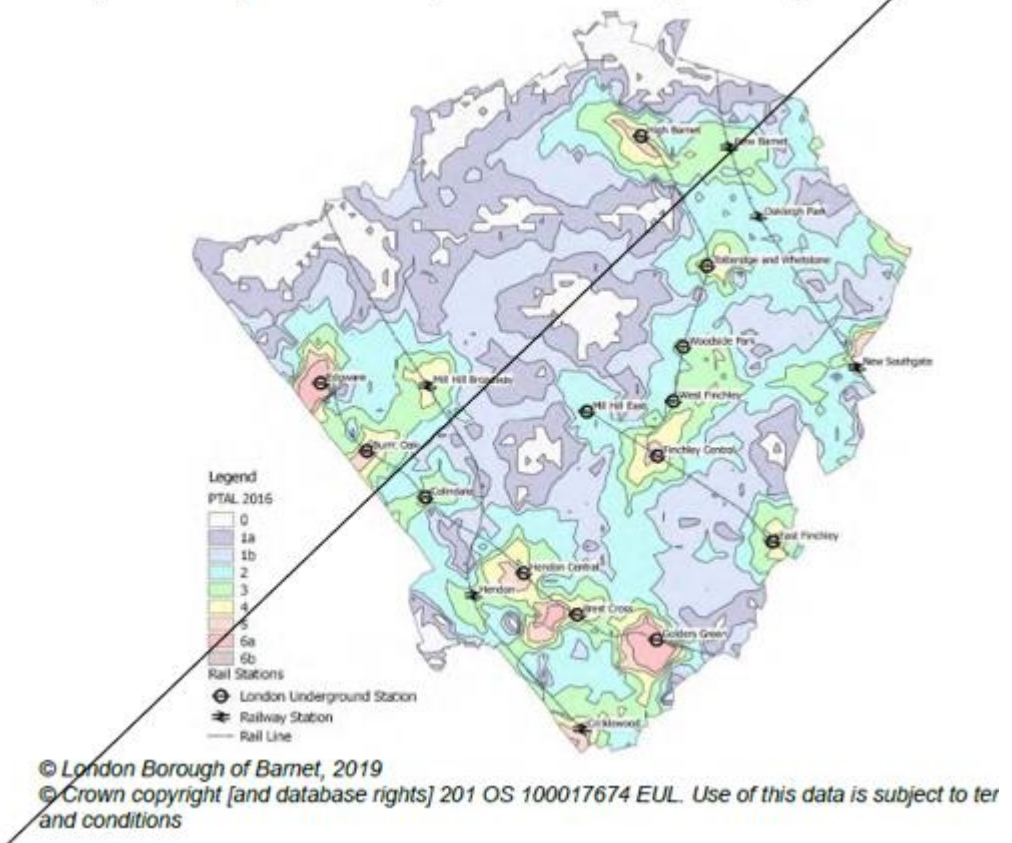 High Barnet
New Barnet
Oakleigh Park
Totteridge and Whetstone
Woodside Park
New Southgate
Edgware
Mill Hill Broadway
West Finchley
Mill Hill East
Burnt Oak
Finchley Central
Colindale
East Finchley
Hendon Central
Hendon
Brent Cross
Golders Green
Cricklewood
Legend
PTAL 2016
0
1a
1b
2
3
4
5
6a
6b
Rail Stations
London Underground Station
Railway Station
Rail Line
© London Borough of Barnet, 2019
© Crown copyright [and database rights] 201 OS 100017674 EUL. Use of this data is subject to ter
and conditions